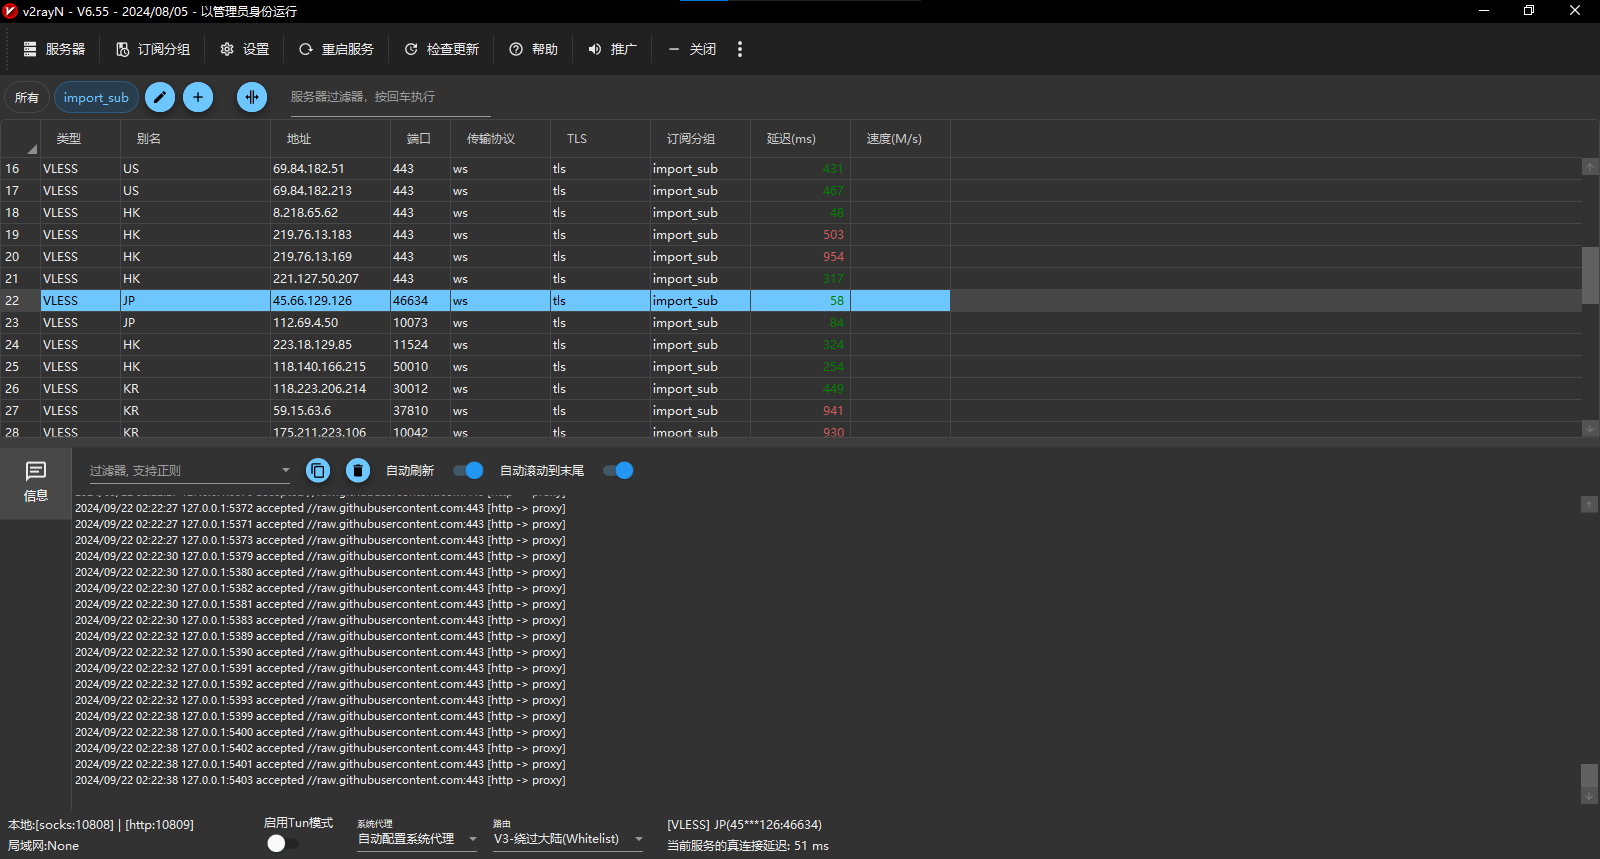 v2rayN - V6.55 - 2024/08/05 - 以管理员身份运行
服务器 订阅分组 设置 重启服务 检查更新 帮助 推广 关闭
所有 import_sub 服务器过滤器，按回车执行
类型 别名 地址 端口 传输协议 TLS 订阅分组 延迟(ms) 速度(M/s)
16 VLESS US 69.84.182.51 443 ws tls import_sub 431
17 VLESS US 69.84.182.213 443 ws tls import_sub 467
18 VLESS HK 8.218.65.62 443 ws tls import_sub 48
19 VLESS HK 219.76.13.183 443 ws tls import_sub 503
20 VLESS HK 219.76.13.169 443 ws tls import_sub 954
21 VLESS HK 221.127.50.207 443 ws tls import_sub 317
22 VLESS JP 45.66.129.126 46634 ws tls import_sub 58
23 VLESS JP 112.69.4.50 10073 ws tls import_sub 84
24 VLESS HK 223.18.129.85 11524 ws tls import_sub 324
25 VLESS HK 118.140.166.215 50010 ws tls import_sub 254
26 VLESS KR 118.223.206.214 30012 ws tls import_sub 449
27 VLESS KR 59.15.63.6 37810 ws tls import_sub 941
28 VLESS KR 175.211.223.106 10042 ws tls import_sub 930
信息
过滤器, 支持正则 自动刷新 自动滚动到末尾
2024/09/22 02:22:27 127.0.0.1:5372 accepted //raw.githubusercontent.com:443 [http -> proxy]
2024/09/22 02:22:27 127.0.0.1:5371 accepted //raw.githubusercontent.com:443 [http -> proxy]
2024/09/22 02:22:27 127.0.0.1:5373 accepted //raw.githubusercontent.com:443 [http -> proxy]
2024/09/22 02:22:30 127.0.0.1:5379 accepted //raw.githubusercontent.com:443 [http -> proxy]
2024/09/22 02:22:30 127.0.0.1:5380 accepted //raw.githubusercontent.com:443 [http -> proxy]
2024/09/22 02:22:30 127.0.0.1:5382 accepted //raw.githubusercontent.com:443 [http -> proxy]
2024/09/22 02:22:30 127.0.0.1:5381 accepted //raw.githubusercontent.com:443 [http -> proxy]
2024/09/22 02:22:30 127.0.0.1:5383 accepted //raw.githubusercontent.com:443 [http -> proxy]
2024/09/22 02:22:32 127.0.0.1:5389 accepted //raw.githubusercontent.com:443 [http -> proxy]
2024/09/22 02:22:32 127.0.0.1:5390 accepted //raw.githubusercontent.com:443 [http -> proxy]
2024/09/22 02:22:32 127.0.0.1:5391 accepted //raw.githubusercontent.com:443 [http -> proxy]
2024/09/22 02:22:32 127.0.0.1:5392 accepted //raw.githubusercontent.com:443 [http -> proxy]
2024/09/22 02:22:32 127.0.0.1:5393 accepted //raw.githubusercontent.com:443 [http -> proxy]
2024/09/22 02:22:38 127.0.0.1:5399 accepted //raw.githubusercontent.com:443 [http -> proxy]
2024/09/22 02:22:38 127.0.0.1:5400 accepted //raw.githubusercontent.com:443 [http -> proxy]
2024/09/22 02:22:38 127.0.0.1:5402 accepted //raw.githubusercontent.com:443 [http -> proxy]
2024/09/22 02:22:38 127.0.0.1:5401 accepted //raw.githubusercontent.com:443 [http -> proxy]
2024/09/22 02:22:38 127.0.0.1:5403 accepted //raw.githubusercontent.com:443 [http -> proxy]
本地:[socks:10808] | [http:10809] 启用Tun模式 系统代理 路由 [VLESS] JP(45***126:46634)
局域网:None 自动配置系统代理 V3-绕过大陆(Whitelist) 当前服务的真连接延迟: 51 ms